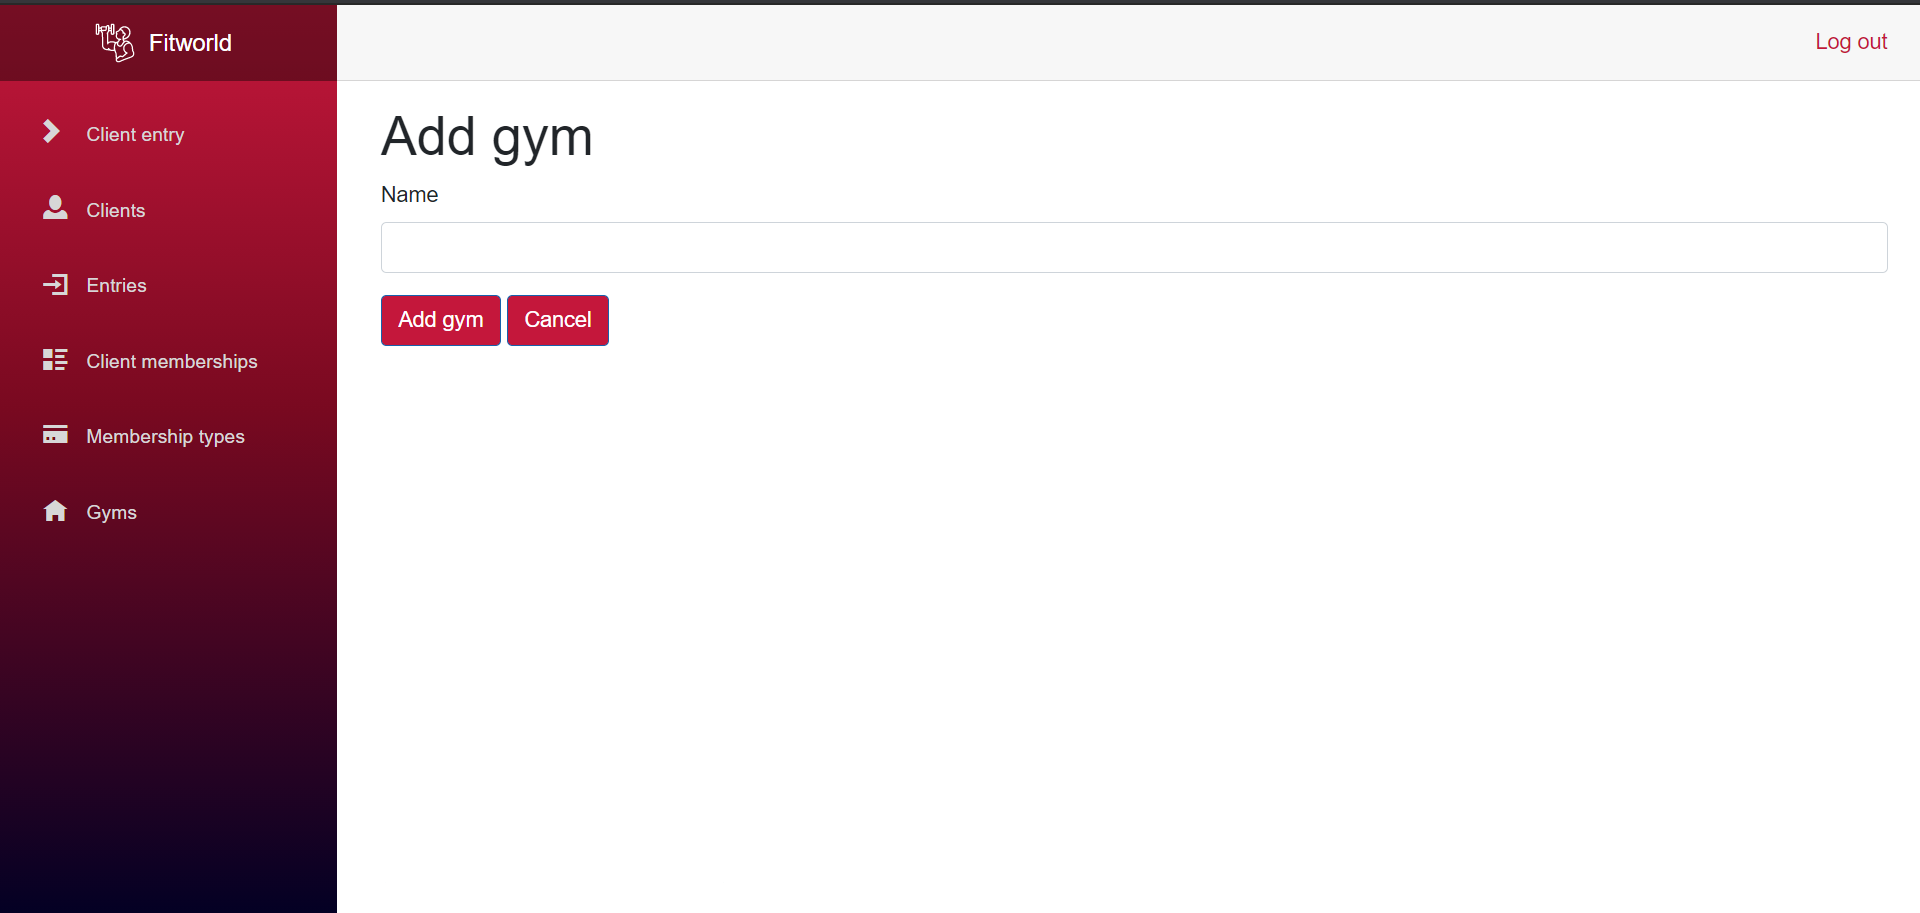 Fitworld
Log out
Client entry
Clients
Entries
Client memberships
Membership types
Gyms
Add gym
Name
Add gym
Cancel